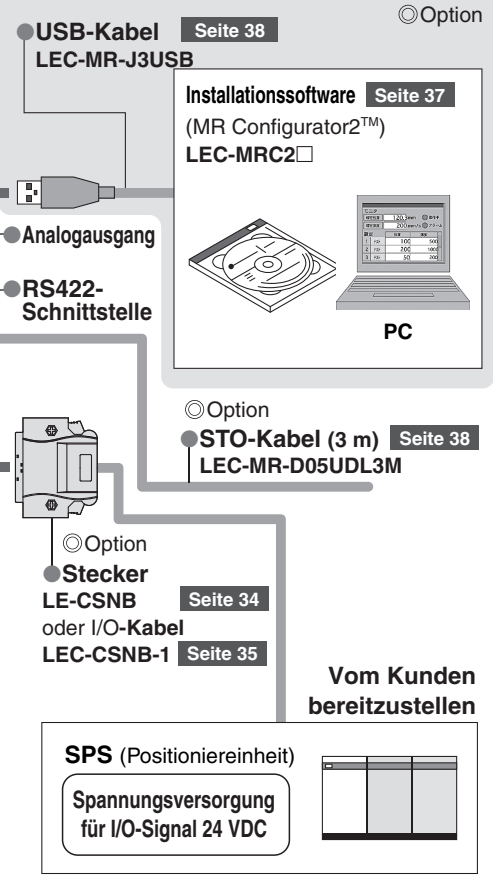 ◎Option
●USB-Kabel Seite 38
LEC-MR-J3USB
Installationssoftware Seite 37
(MR Configurator2™)
LEC-MRC2□
●Analogausgang
●RS422-
Schnittstelle
PC
◎Option
●STO-Kabel (3 m) Seite 38
LEC-MR-D05UDL3M
◎Option
●Stecker
LE-CSNB Seite 34
oder I/O-Kabel
LEC-CSNB-1 Seite 35
Vom Kunden
bereitzustellen
SPS (Positioniereinheit)
Spannungsversorgung
für I/O-Signal 24 VDC